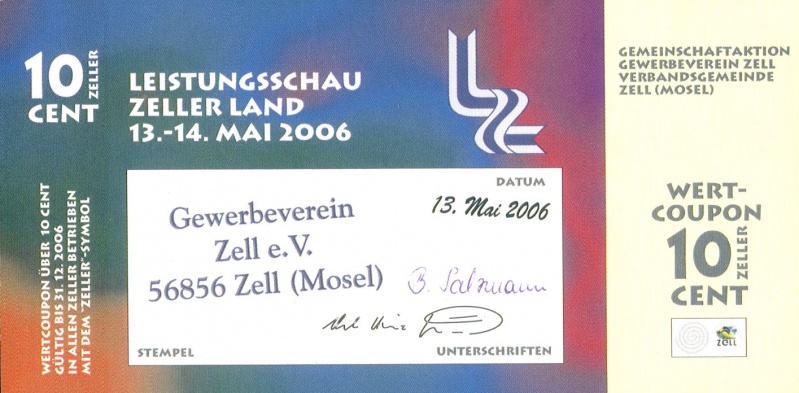 10
CENT
ZELLER
LEISTUNGSSCHAU
ZELLER LAND
13.-14. MAI 2006
WERTCOUPON ÜBER 10 CENT
GÜLTIG BIS 31.12.2006
IN ALLEN ZELLER BETRIEBEN
MIT DEM "ZELLER"-SYMBOL
DATUM
13. Mai 2006
Gewerbeverein
Zell e.V.
56856 Zell (Mosel)
B. Salzmann
STEMPEL
UNTERSCHRIFTEN
GEMEINSCHAFTAKTION
GEWERBEVEREIN ZELL
VERBANDSGEMEINDE
ZELL (MOSEL)
WERT-
COUPON
10
ZELLER
CENT
zell